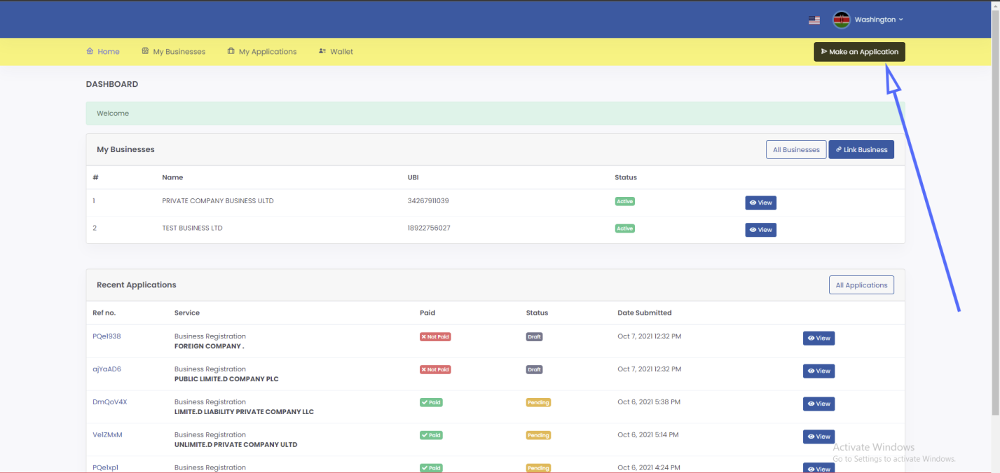 Washington
Home My Businesses My Applications Wallet Make an Application
DASHBOARD
Welcome
My Businesses All Businesses Link Business
# Name UBI Status
1 PRIVATE COMPANY BUSINESS ULTD 34267911039 Active View
2 TEST BUSINESS LTD 18922756027 Active View
Recent Applications All Applications
Ref no. Service Paid Status Date Submitted
PQe1938 Business Registration Not Paid Draft Oct 7, 2021 12:32 PM View
FOREIGN COMPANY .
ajYaAD6 Business Registration Not Paid Draft Oct 7, 2021 12:32 PM View
PUBLIC LIMITE.D COMPANY PLC
DmQoV4X Business Registration Paid Pending Oct 6, 2021 5:38 PM View
LIMITE.D LIABILITY PRIVATE COMPANY LLC
Ve1ZMxM Business Registration Paid Pending Oct 6, 2021 5:14 PM View
UNLIMITE.D PRIVATE COMPANY ULTD
Activate Windows
Go to Settings to activate Windows.
PQe1xp1 Business Registration Paid Pending Oct 6, 2021 4:24 PM View